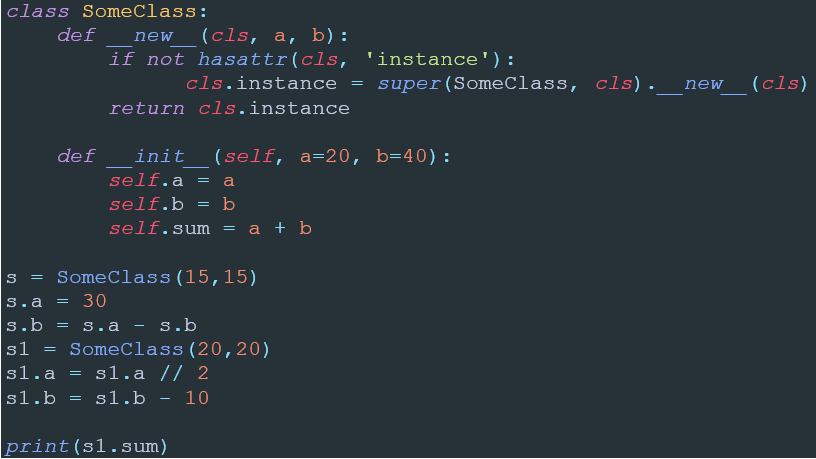 class SomeClass:
    def __new__(cls, a, b):
        if not hasattr(cls, 'instance'):
              cls.instance = super(SomeClass, cls).__new__(cls)
        return cls.instance

    def __init__(self, a=20, b=40):
        self.a = a
        self.b = b
        self.sum = a + b

s = SomeClass(15,15)
s.a = 30
s.b = s.a - s.b
s1 = SomeClass(20,20)
s1.a = s1.a // 2
s1.b = s1.b - 10

print(s1.sum)